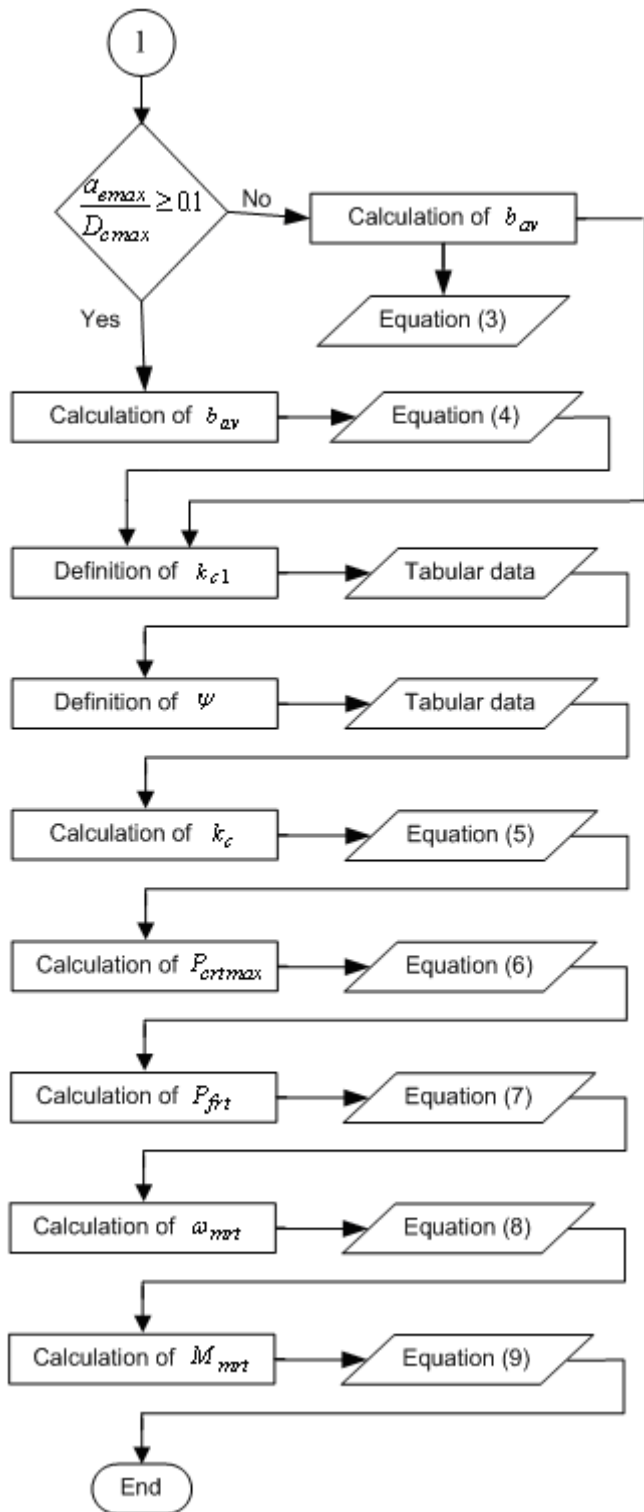 1
a_emax / D_cmax ≥ 0.1
No
Calculation of b_av
Equation (3)
Yes
Calculation of b_av
Equation (4)
Definition of k_c1
Tabular data
Definition of Ψ
Tabular data
Calculation of k_c
Equation (5)
Calculation of P_crtmax
Equation (6)
Calculation of P_frt
Equation (7)
Calculation of ω_mrt
Equation (8)
Calculation of M_mrt
Equation (9)
End